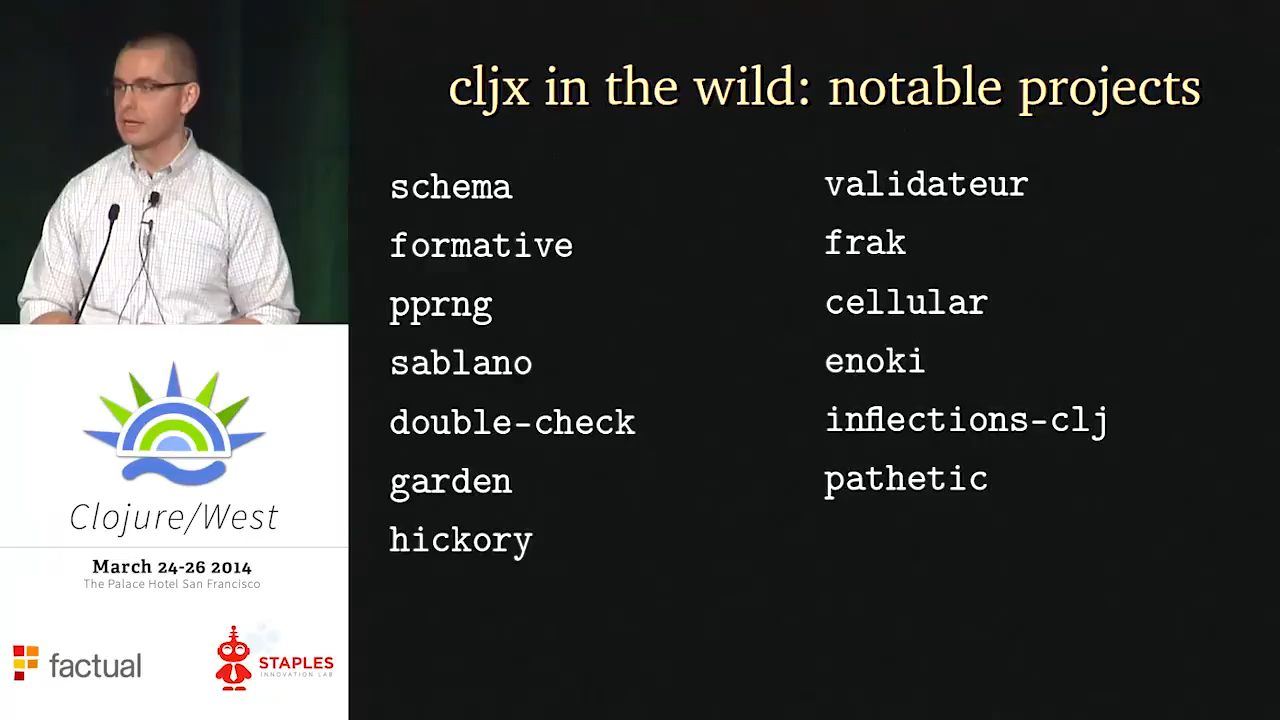 cljx in the wild: notable projects
schema
formative
pprng
sablano
double-check
garden
hickory
validateur
frak
cellular
enoki
inflections-clj
pathetic
Clojure/West
March 24-26 2014
The Palace Hotel San Francisco
factual
STAPLES
INNOVATION LAB